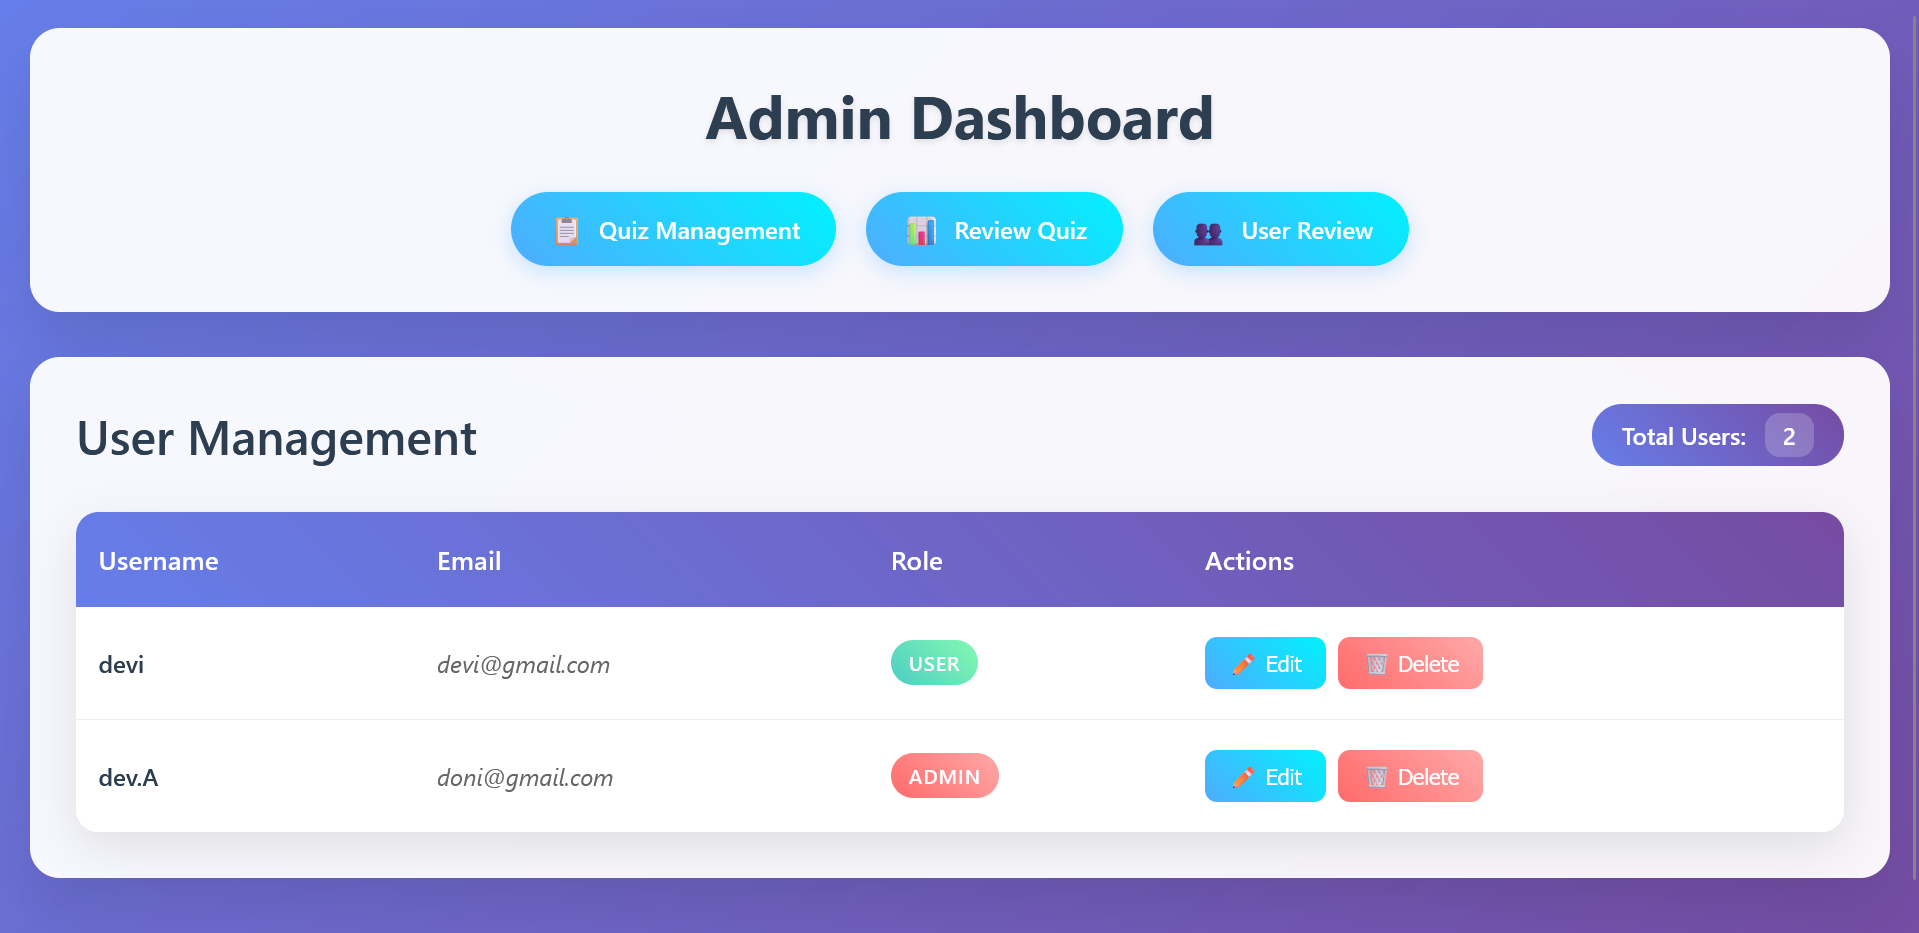 Admin Dashboard
📋 Quiz Management 📊 Review Quiz 👥 User Review
User Management Total Users: 2
Username Email Role Actions
devi devi@gmail.com USER ✏️ Edit 🗑️ Delete
dev.A doni@gmail.com ADMIN ✏️ Edit 🗑️ Delete